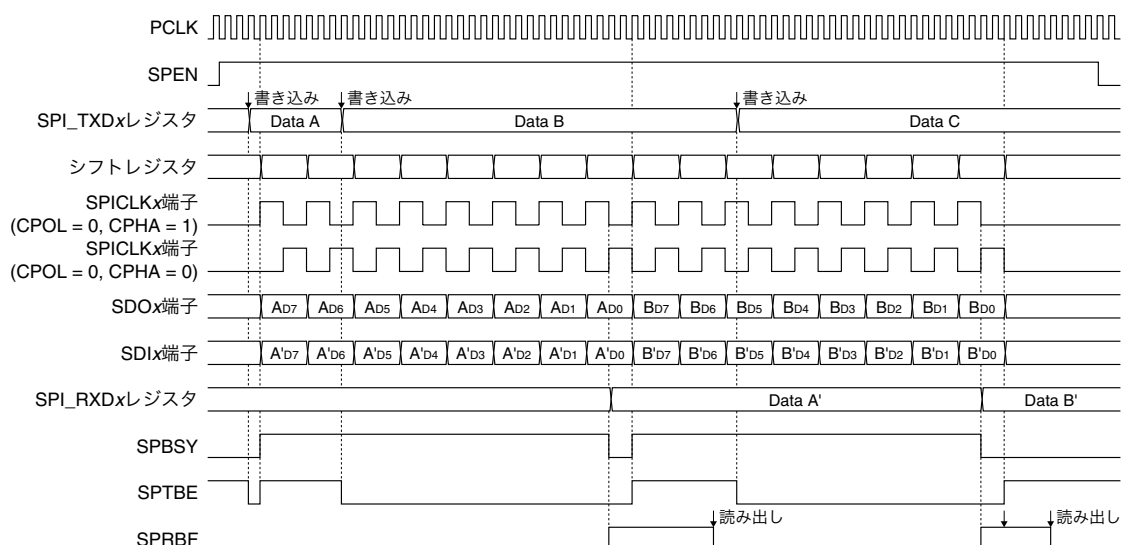 PCLK
SPEN
書き込み 書き込み 書き込み
SPI_TXDxレジスタ Data A Data B Data C
シフトレジスタ
SPICLKx端子
(CPOL = 0, CPHA = 1)
SPICLKx端子
(CPOL = 0, CPHA = 0)
SDOx端子 AD7 AD6 AD5 AD4 AD3 AD2 AD1 AD0 BD7 BD6 BD5 BD4 BD3 BD2 BD1 BD0
SDIx端子 A'D7 A'D6 A'D5 A'D4 A'D3 A'D2 A'D1 A'D0 B'D7 B'D6 B'D5 B'D4 B'D3 B'D2 B'D1 B'D0
SPI_RXDxレジスタ Data A' Data B'
SPBSY
SPTBE
読み出し 読み出し
SPRBF